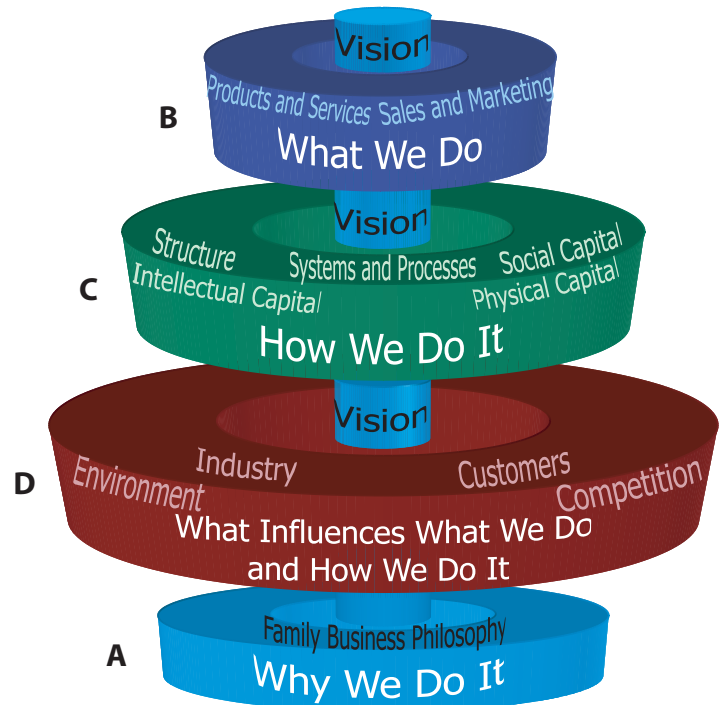 Vision
Products and Services Sales and Marketing
B
What We Do
Vision
Structure Systems and Processes Social Capital
C
Intellectual Capital Physical Capital
How We Do It
Vision
Industry Customers
D
Environment Competition
What Influences What We Do
and How We Do It
Family Business Philosophy
A
Why We Do It